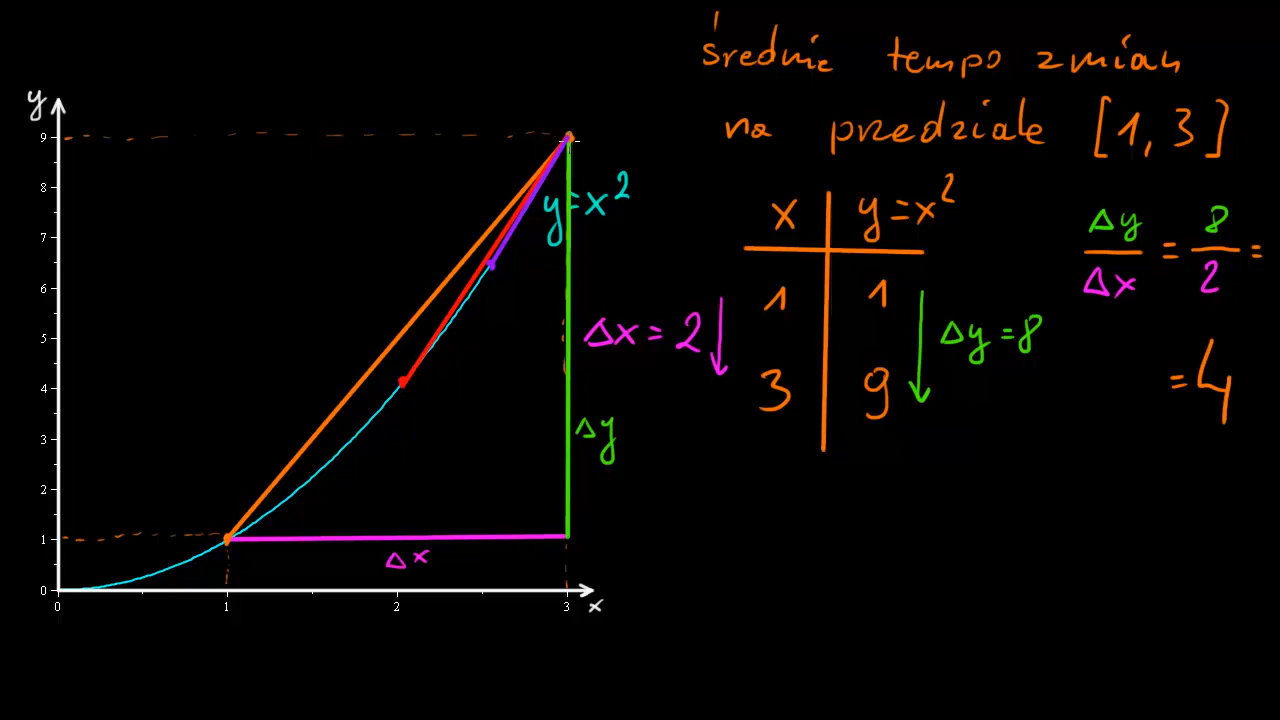 średnie tempo zmian
na przedziale [1, 3]
y
9
8
7
6
5
4
3
2
1
0
0 1 2 3 x
y = x²
Δy
Δx
x | y = x²
1 | 1
3 | 9
Δx = 2
Δy = 8
Δy/Δx = 8/2 =
= 4